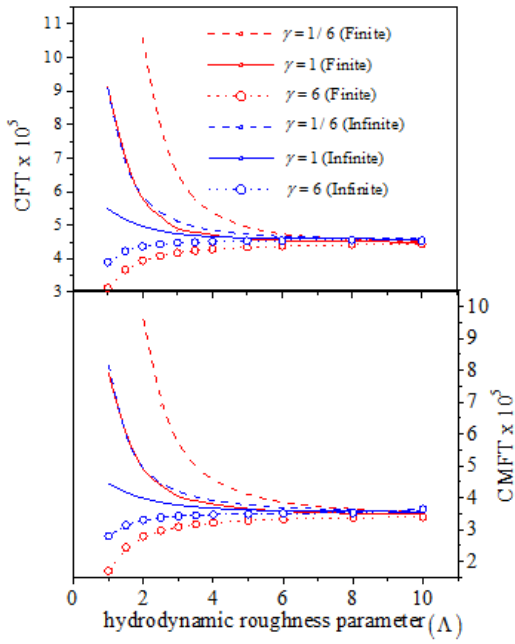 11
10
9
8
7
6
5
4
3
CFT x 10⁵
γ = 1/ 6 (Finite)
γ = 1 (Finite)
γ = 6 (Finite)
γ = 1/ 6 (Infinite)
γ = 1 (Infinite)
γ = 6 (Infinite)
10
9
8
7
6
5
4
3
2
CMFT x 10⁵
0 2 4 6 8 10
hydrodynamic roughness parameter (Λ)